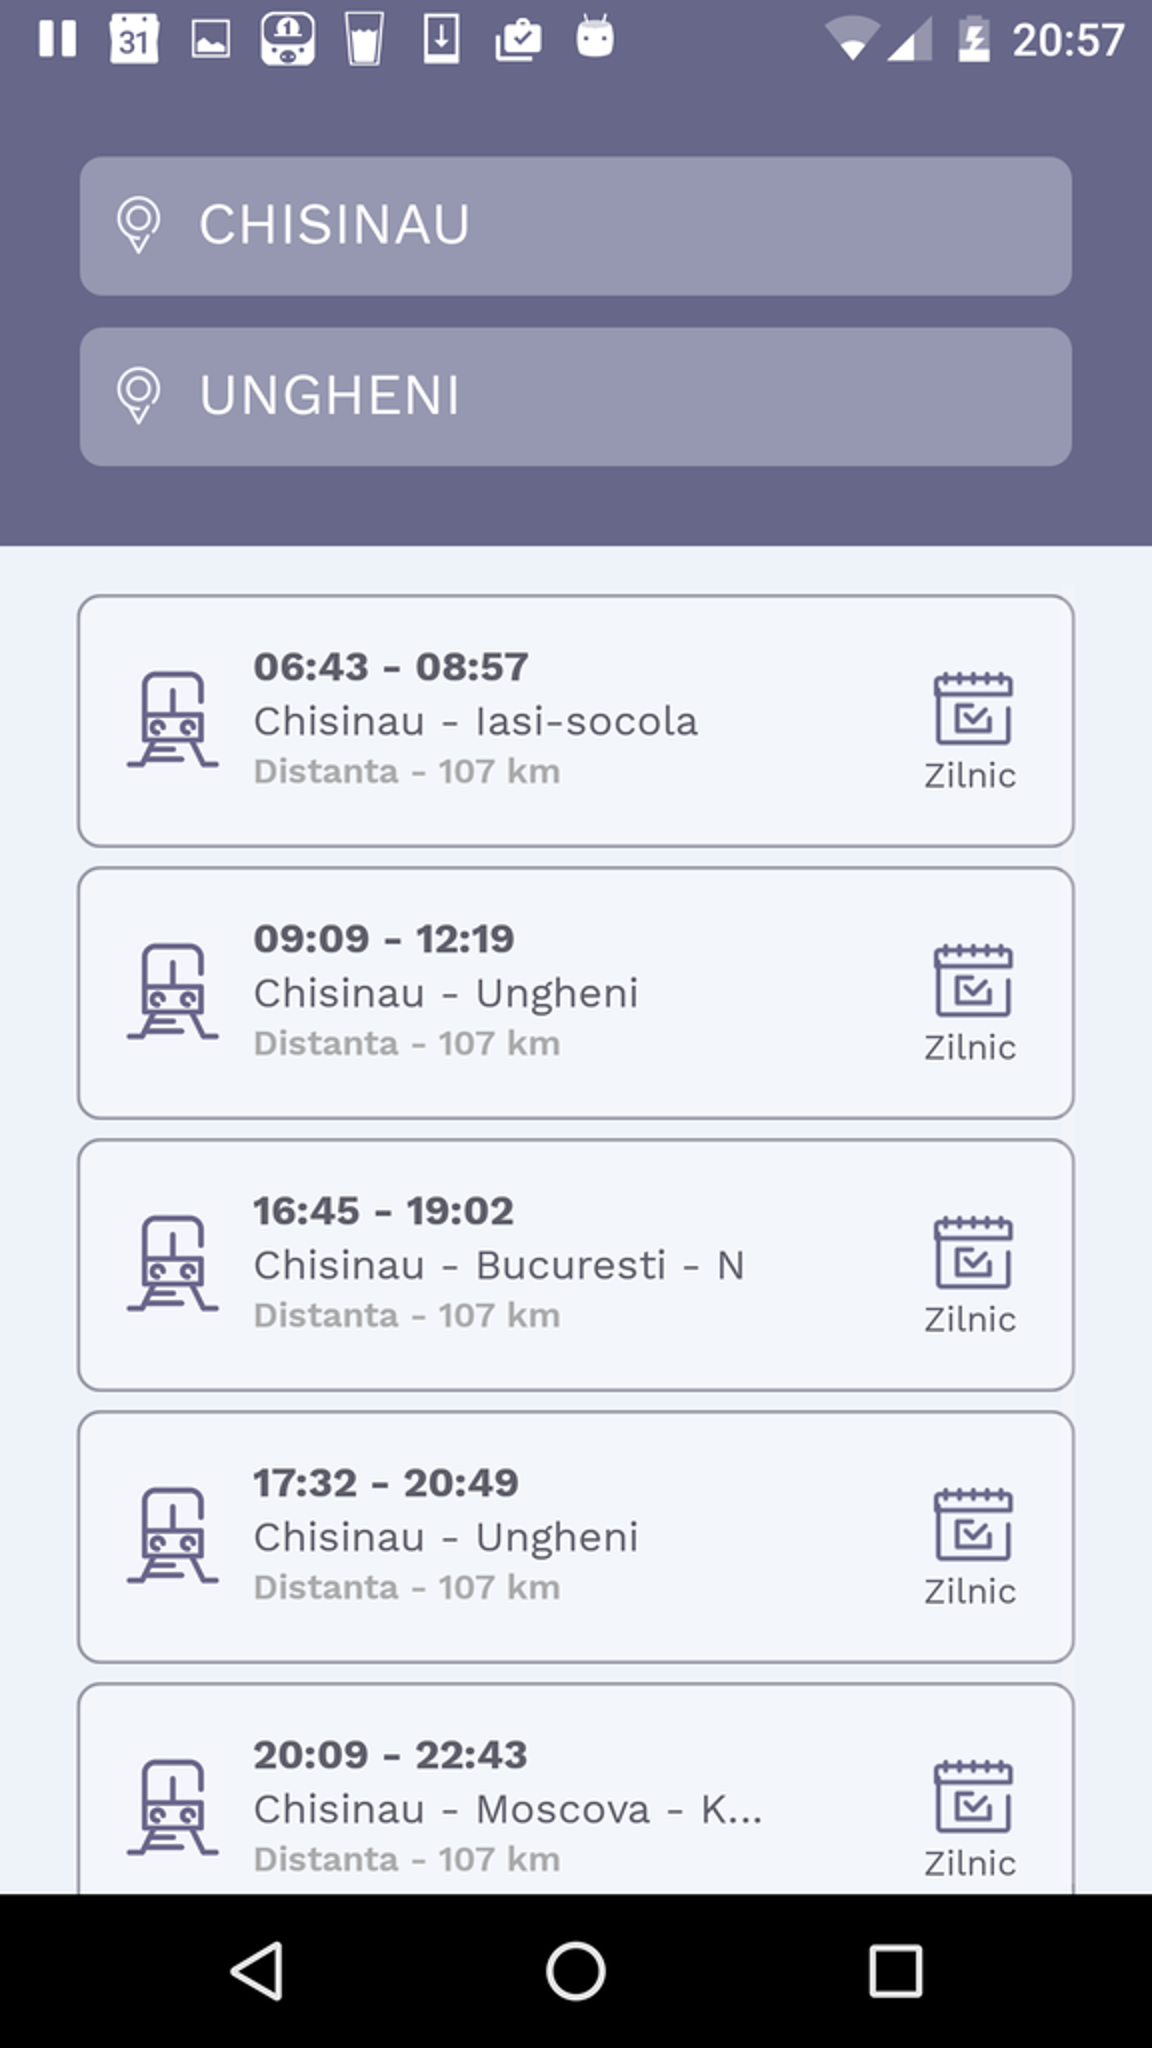 31
1
20:57
CHISINAU
UNGHENI
06:43 - 08:57
Chisinau - Iasi-socola
Distanta - 107 km
Zilnic
09:09 - 12:19
Chisinau - Ungheni
Distanta - 107 km
Zilnic
16:45 - 19:02
Chisinau - Bucuresti - N
Distanta - 107 km
Zilnic
17:32 - 20:49
Chisinau - Ungheni
Distanta - 107 km
Zilnic
20:09 - 22:43
Chisinau - Moscova - K...
Distanta - 107 km
Zilnic